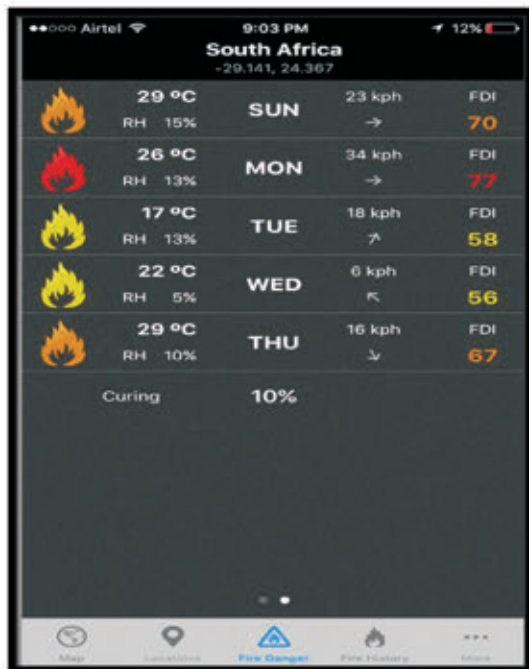 Airtel 9:03 PM 12%
South Africa
-29.141, 24.367
29 ºC SUN 23 kph FDI
RH 15% → 70
26 ºC MON 34 kph FDI
RH 13% → 77
17 ºC TUE 18 kph FDI
RH 13% 58
22 ºC WED 6 kph FDI
RH 5% 56
29 ºC THU 16 kph FDI
RH 10% 67
Curing 10%
Map Locations Fire Danger Fire History More